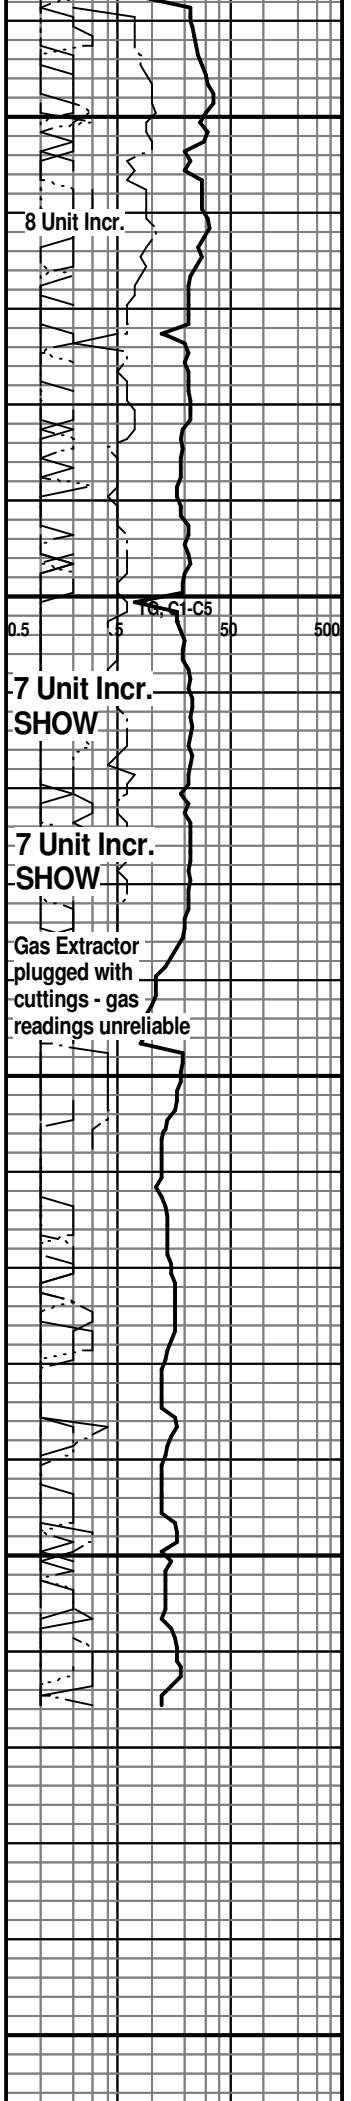 8 Unit Incr.
TG, C1-C5
0.5 5 50 500
7 Unit Incr.
SHOW
7 Unit Incr.
SHOW
Gas Extractor
plugged with
cuttings - gas
readings unreliable